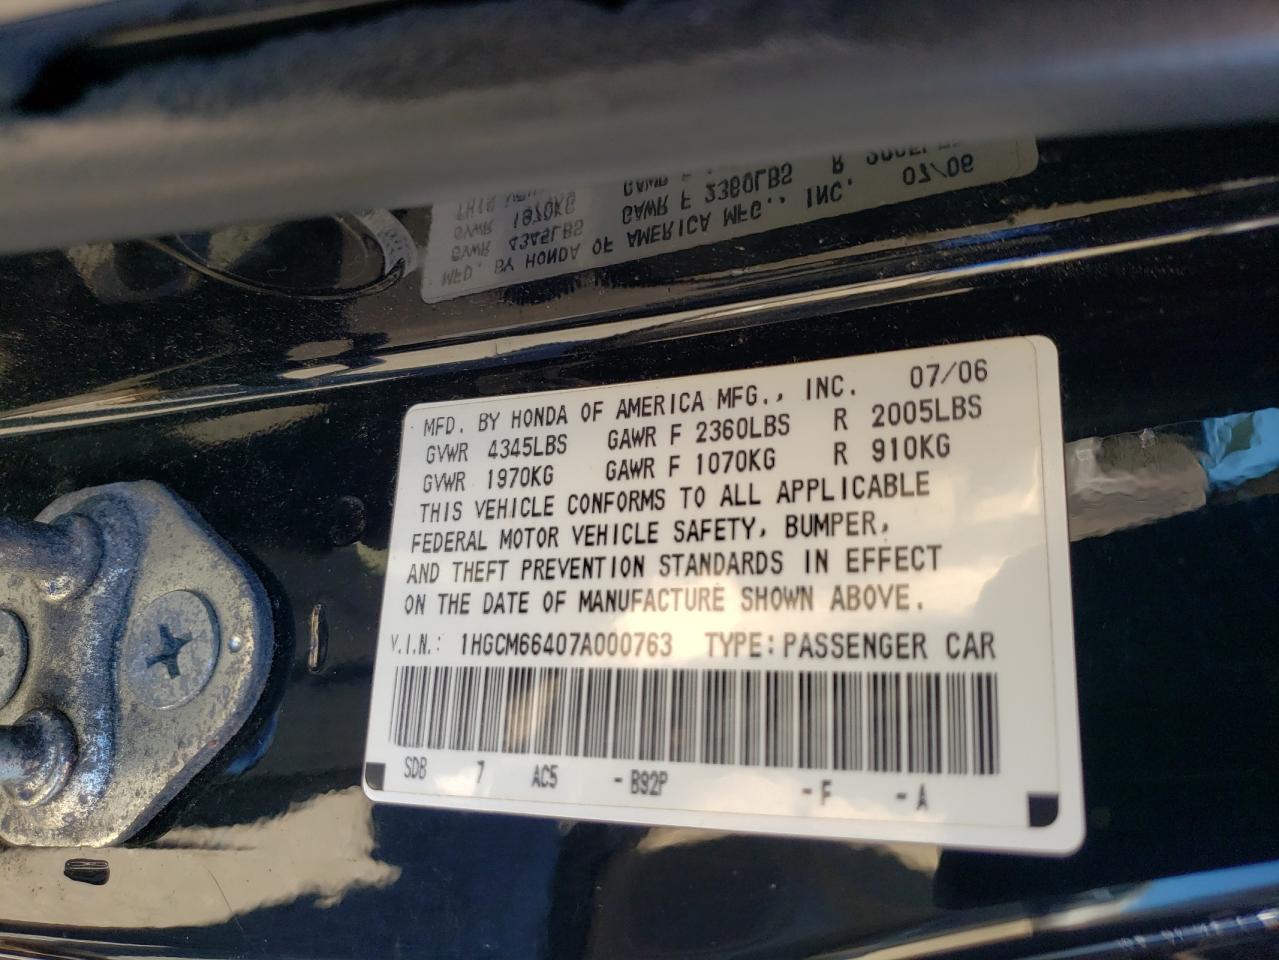 MFD. BY HONDA OF AMERICA MFG., INC. 07/06
GVWR 4345LBS GAWR F 2360LBS R 2005LBS
GVWR 1970KG GAWR F 1070KG R 910KG
THIS VEHICLE CONFORMS TO ALL APPLICABLE
FEDERAL MOTOR VEHICLE SAFETY, BUMPER,
AND THEFT PREVENTION STANDARDS IN EFFECT
ON THE DATE OF MANUFACTURE SHOWN ABOVE.
V.I.N.: 1HGCM66407A000763 TYPE: PASSENGER CAR
SDB 7 AC5 - B92P - F - A